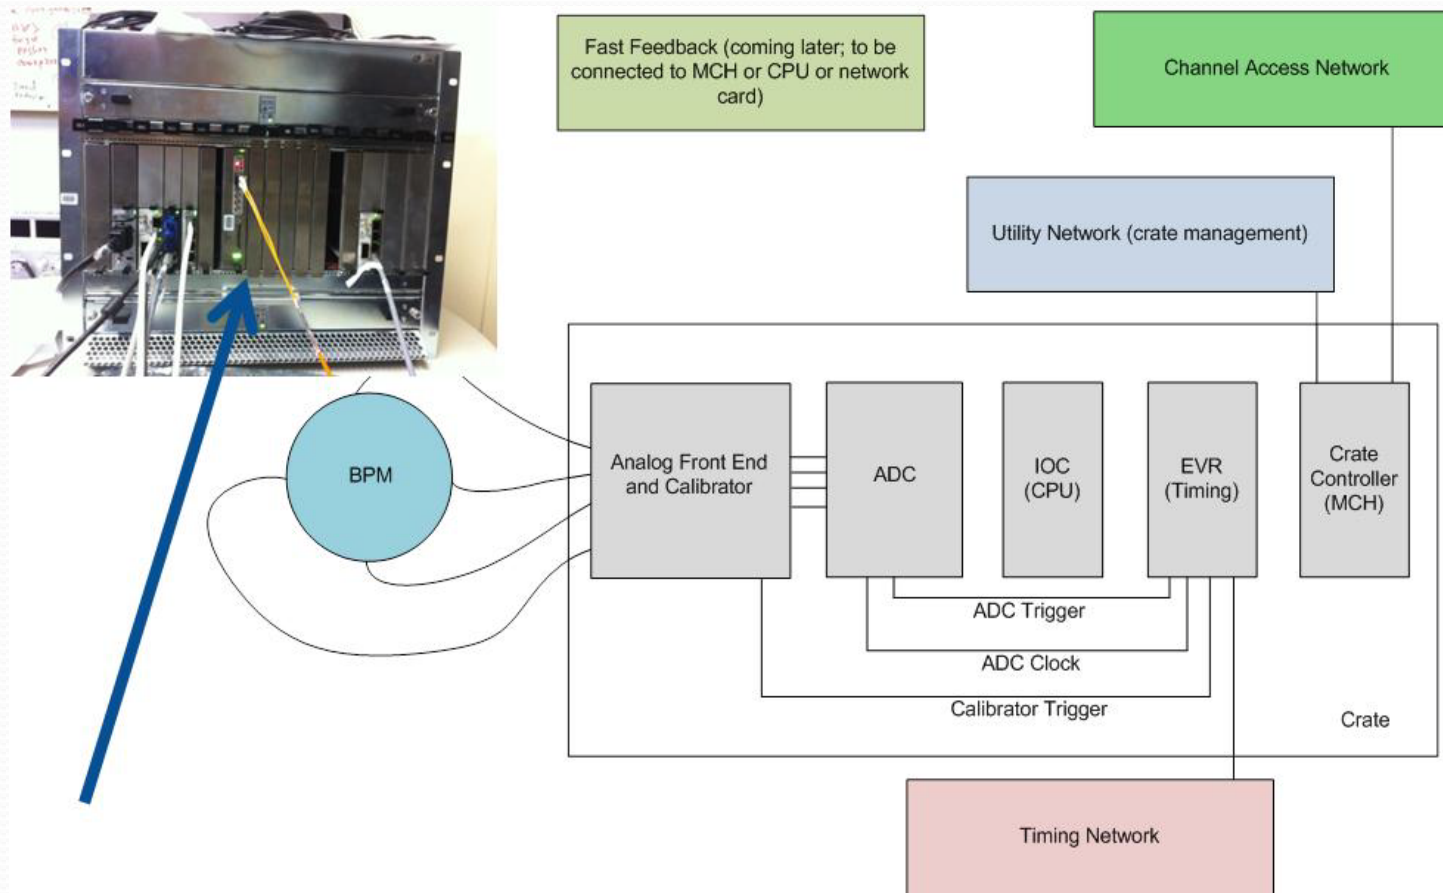 Fast Feedback (coming later; to be
connected to MCH or CPU or network
card)
Channel Access Network
Utility Network (crate management)
BPM
Analog Front End
and Calibrator
ADC
IOC
(CPU)
EVR
(Timing)
Crate
Controller
(MCH)
ADC Trigger
ADC Clock
Calibrator Trigger
Crate
Timing Network